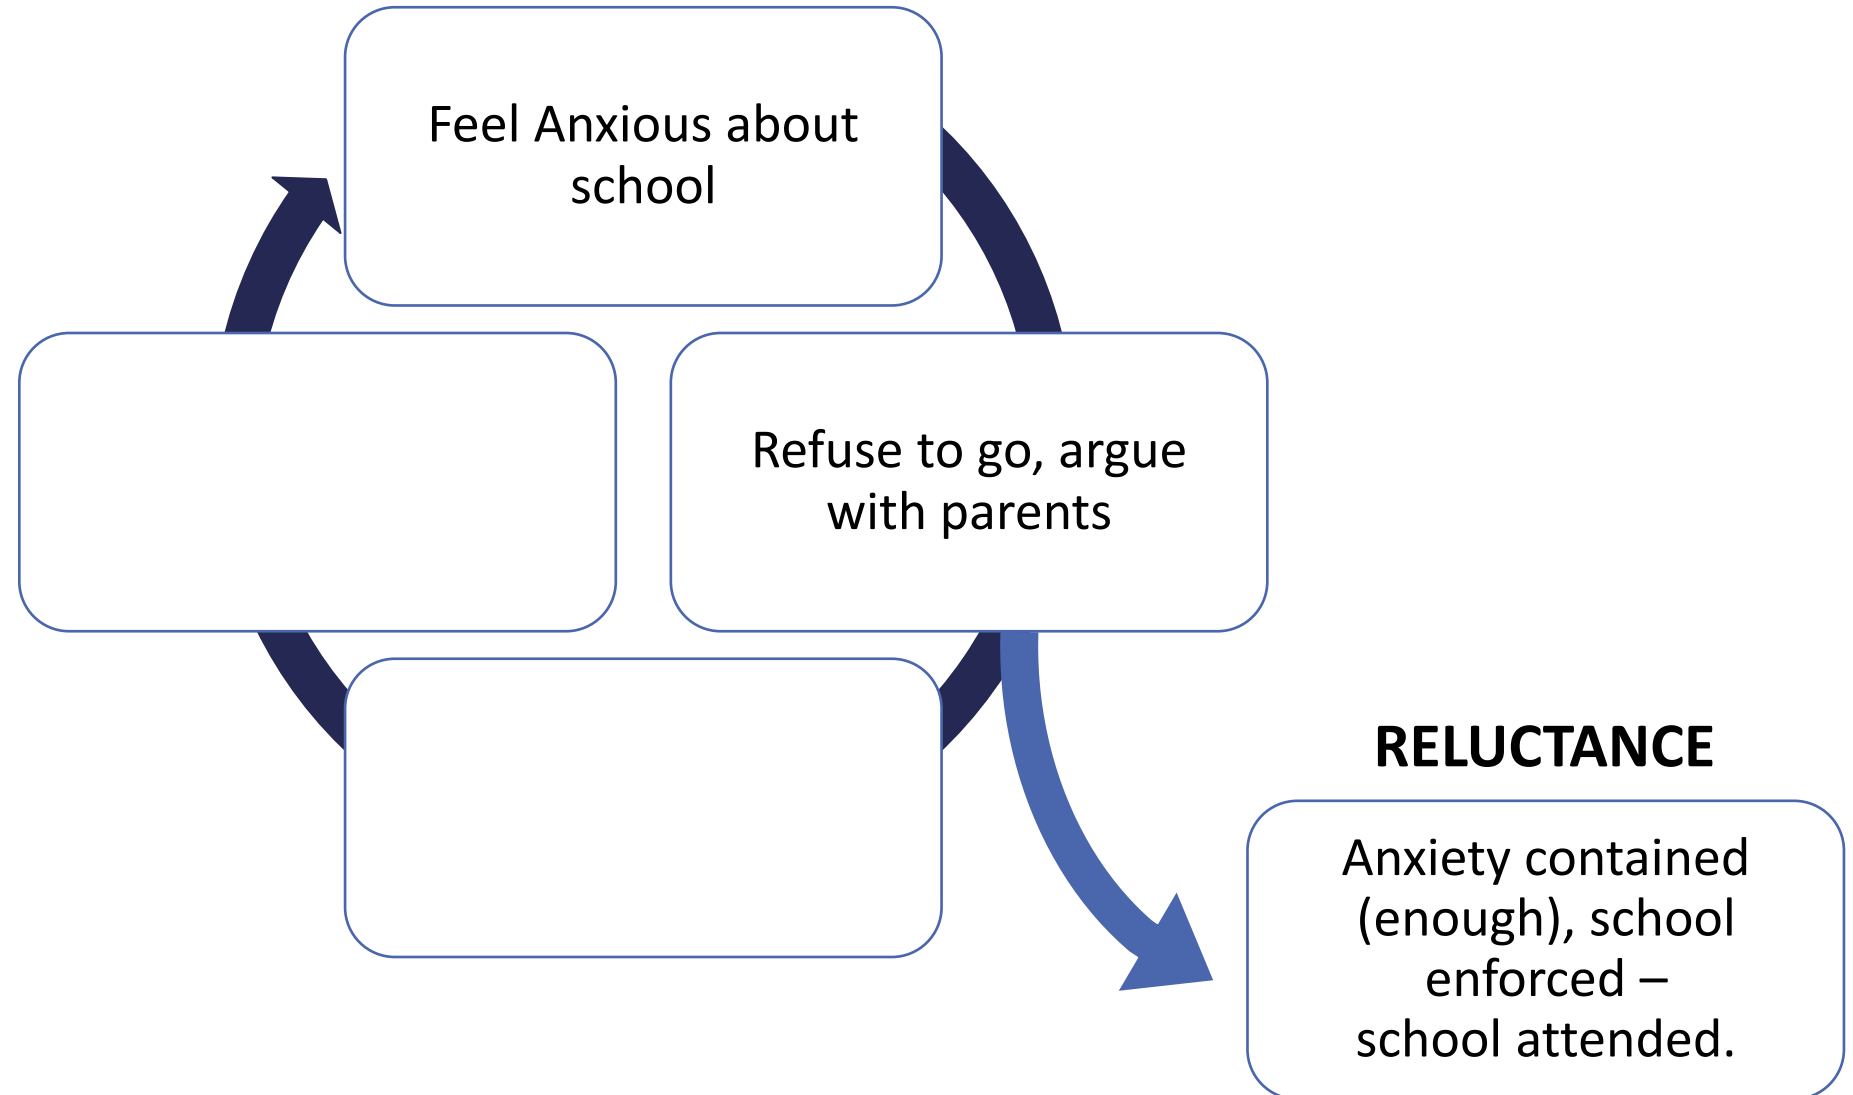 Feel Anxious about
school
Refuse to go, argue
with parents
RELUCTANCE
Anxiety contained
(enough), school
enforced –
school attended.